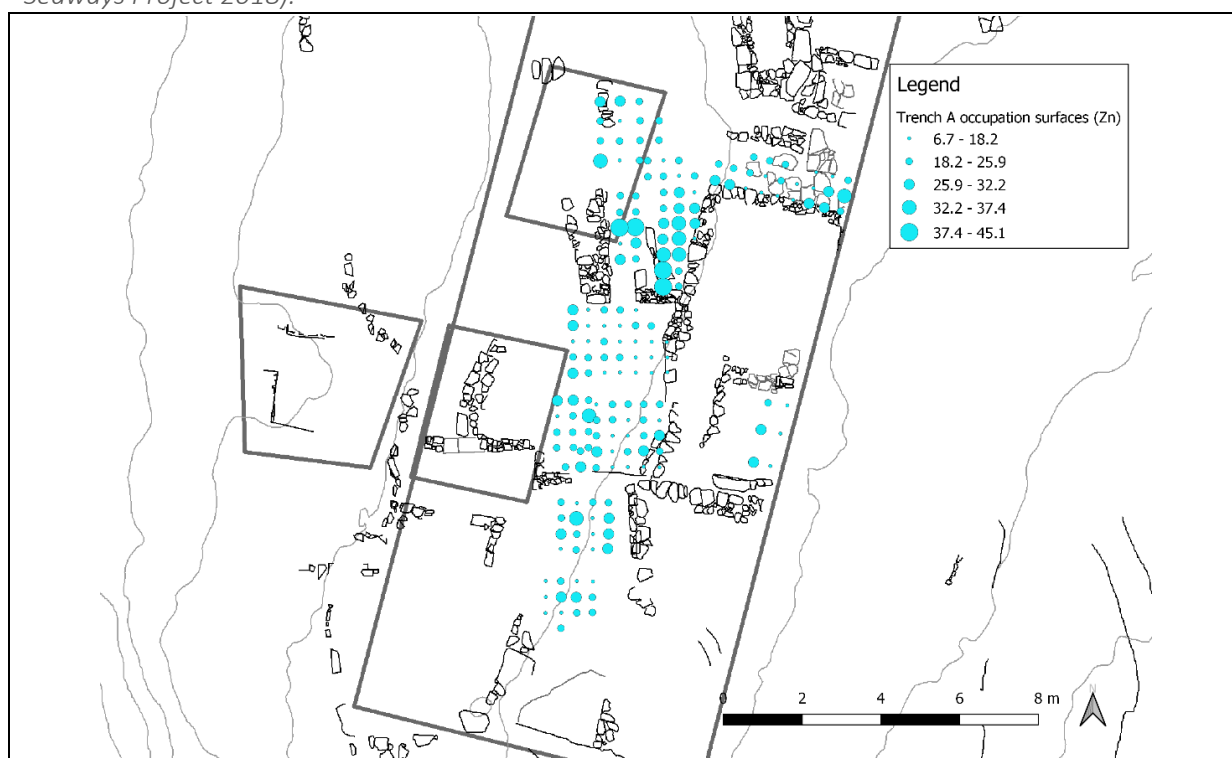 Seaways Project 2018).
Legend
Trench A occupation surfaces (Zn)
6.7 - 18.2
18.2 - 25.9
25.9 - 32.2
32.2 - 37.4
37.4 - 45.1
0 2 4 6 8 m
N